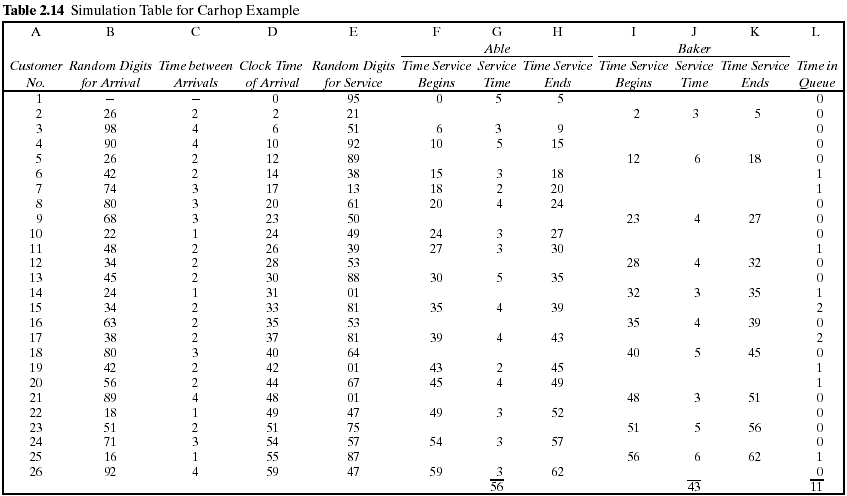 Table 2.14 Simulation Table for Carhop Example
A B C D E F G H I J K L
Able Baker
Customer Random Digits Time between Clock Time Random Digits Time Service Service Time Service Time Service Service Time Service Time in
No. for Arrival Arrivals of Arrival for Service Begins Time Ends Begins Time Ends Queue
1 – – 0 95 0 5 5 0
2 26 2 2 21 2 3 5 0
3 98 4 6 51 6 3 9 0
4 90 4 10 92 10 5 15 0
5 26 2 12 89 12 6 18 0
6 42 2 14 38 15 3 18 1
7 74 3 17 13 18 2 20 1
8 80 3 20 61 20 4 24 0
9 68 3 23 50 23 4 27 0
10 22 1 24 49 24 3 27 0
11 48 2 26 39 27 3 30 1
12 34 2 28 53 28 4 32 0
13 45 2 30 88 30 5 35 0
14 24 1 31 01 32 3 35 1
15 34 2 33 81 35 4 39 2
16 63 2 35 53 35 4 39 0
17 38 2 37 81 39 4 43 2
18 80 3 40 64 40 5 45 0
19 42 2 42 01 43 2 45 1
20 56 2 44 67 45 4 49 1
21 89 4 48 01 48 3 51 0
22 18 1 49 47 49 3 52 0
23 51 2 51 75 51 5 56 0
24 71 3 54 57 54 3 57 0
25 16 1 55 87 56 6 62 1
26 92 4 59 47 59 3 62 0
56 43 11